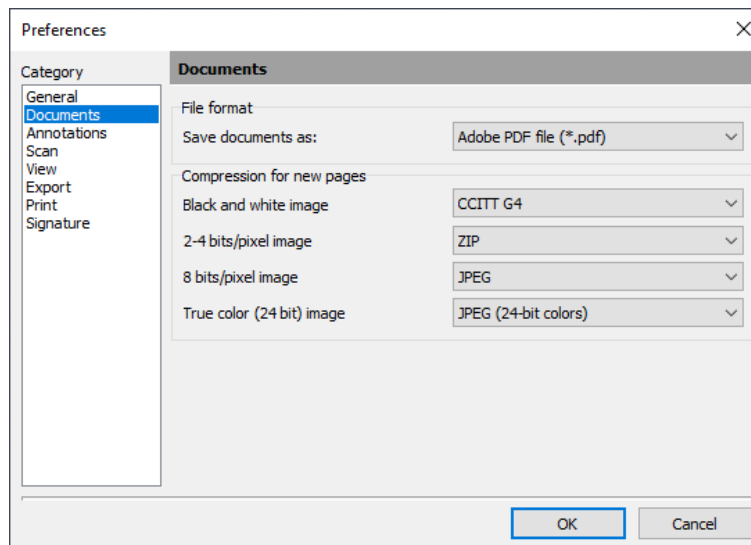 Preferences
Category
General
Documents
Annotations
Scan
View
Export
Print
Signature
Documents
File format
Save documents as: Adobe PDF file (*.pdf)
Compression for new pages
Black and white image CCITT G4
2-4 bits/pixel image ZIP
8 bits/pixel image JPEG
True color (24 bit) image JPEG (24-bit colors)
OK Cancel